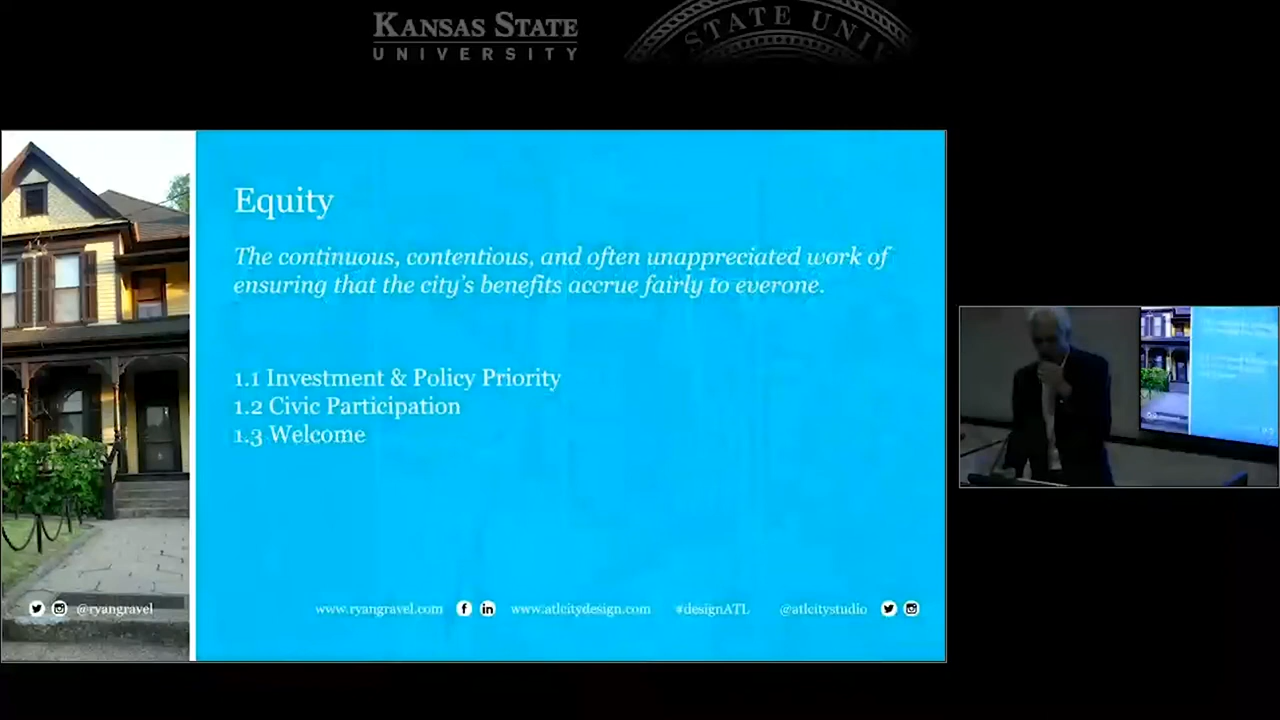 KANSAS STATE
UNIVERSITY
STATE UNIV
Equity
The continuous, contentious, and often unappreciated work of
ensuring that the city's benefits accrue fairly to everone.
1.1 Investment & Policy Priority
1.2 Civic Participation
1.3 Welcome
@ryangravel
www.ryangravel.com
www.atlcitydesign.com
#designATL
@atlcitystudio